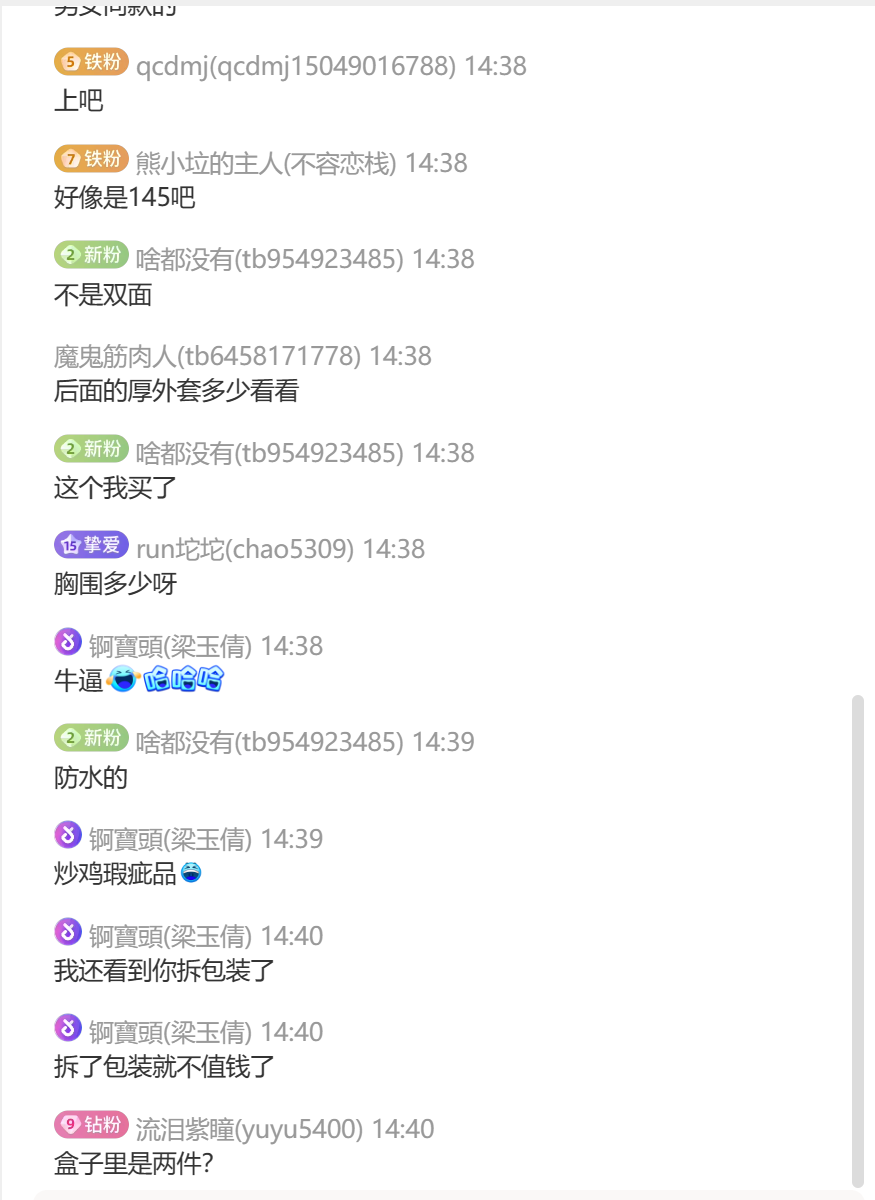 男女同款的
5 铁粉 qcdmj(qcdmj15049016788) 14:38
上吧
7 铁粉 熊小垃的主人(不容恋栈) 14:38
好像是145吧
2 新粉 啥都没有(tb954923485) 14:38
不是双面
魔鬼筋肉人(tb6458171778) 14:38
后面的厚外套多少看看
2 新粉 啥都没有(tb954923485) 14:38
这个我买了
15 挚爱 run坨坨(chao5309) 14:38
胸围多少呀
锕寶頭(梁玉倩) 14:38
牛逼哈哈哈
2 新粉 啥都没有(tb954923485) 14:39
防水的
锕寶頭(梁玉倩) 14:39
炒鸡瑕疵品
锕寶頭(梁玉倩) 14:40
我还看到你拆包装了
锕寶頭(梁玉倩) 14:40
拆了包装就不值钱了
9 钻粉 流泪紫瞳(yuyu5400) 14:40
盒子里是两件？